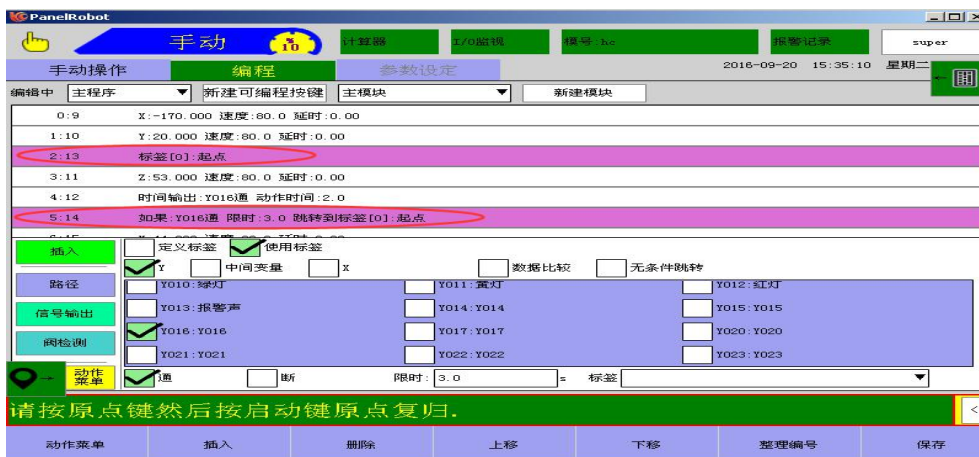 PanelRobot
手动 % 10 计算器 I/O监视 模号:hc 报警记录 super
手动操作 编程 参数设定 2016-09-20 15:35:10 星期二
编辑中 主程序 新建可编程按键 主模块 新建模块
0:9 X:-170.000 速度:80.0 延时:0.00
1:10 Y:20.000 速度:80.0 延时:0.00
2:13 标签[0]:起点
3:11 Z:53.000 速度:80.0 延时:0.00
4:12 时间输出:Y016通 动作时间:2.0
5:14 如果:Y016通 限时:3.0 跳转到标签[0]:起点
插入 定义标签 使用标签
Y 中间变量 X 数据比较 无条件跳转
路径 Y010:绿灯 Y011:黄灯 Y012:红灯
信号输出 Y013:报警声 Y014:Y014 Y015:Y015
阀检测 Y016:Y016 Y017:Y017 Y020:Y020
Y021:Y021 Y022:Y022 Y023:Y023
动作菜单 通 断 限时: 3.0 s 标签
请按原点键然后按启动键原点复归. <
动作菜单 插入 删除 上移 下移 整理编号 保存